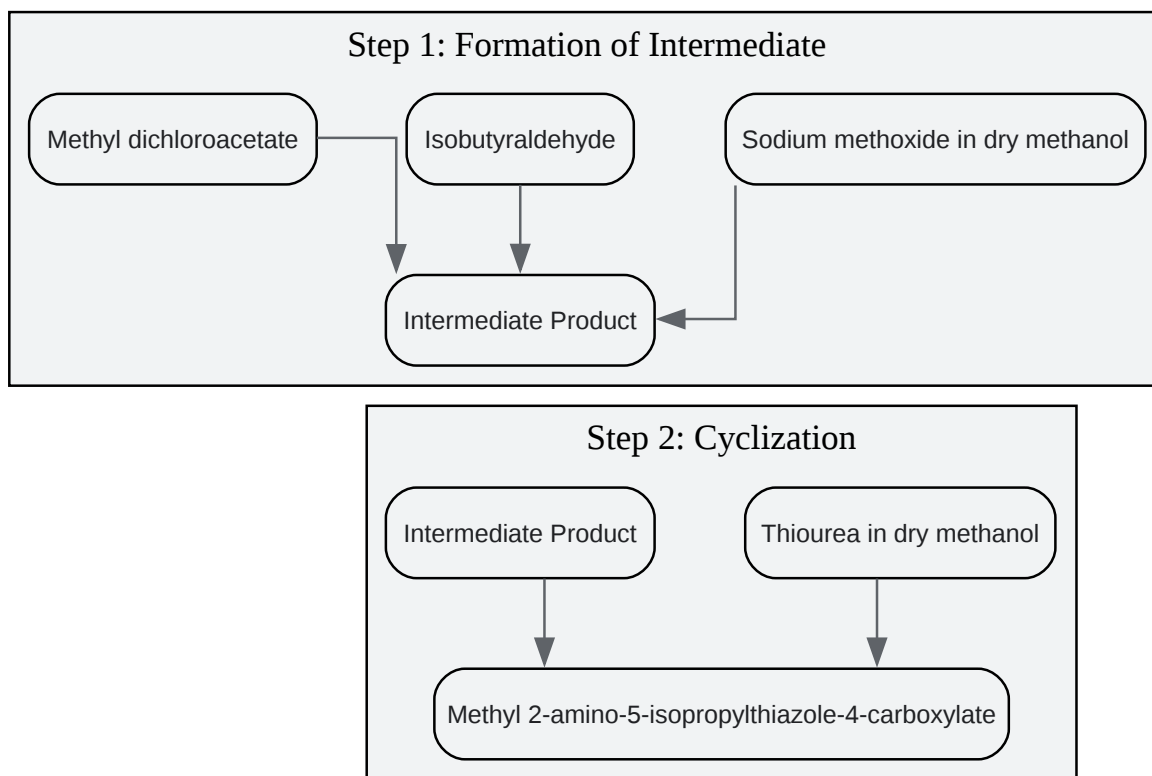 Step 1: Formation of Intermediate
Methyl dichloroacetate
Isobutyraldehyde
Sodium methoxide in dry methanol
Intermediate Product
Step 2: Cyclization
Intermediate Product
Thiourea in dry methanol
Methyl 2-amino-5-isopropylthiazole-4-carboxylate